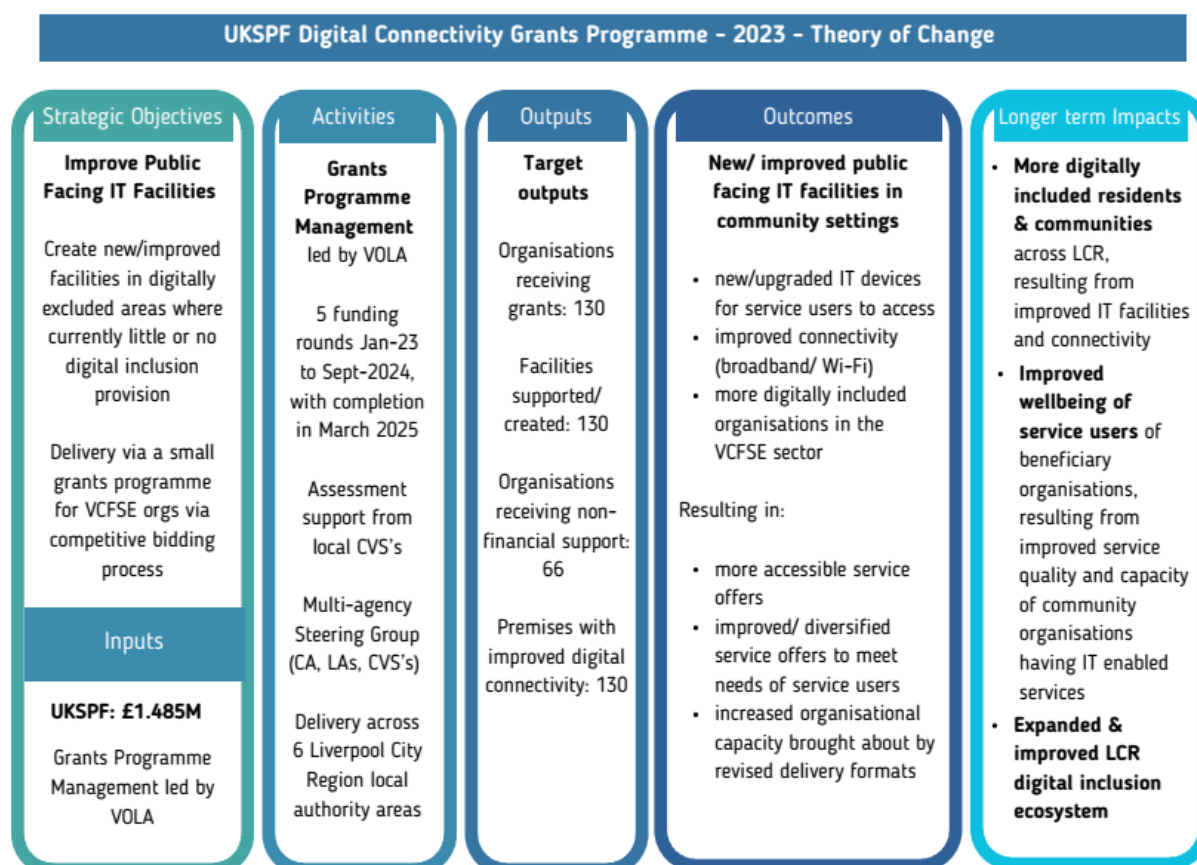 UKSPF Digital Connectivity Grants Programme - 2023 - Theory of Change
Strategic Objectives
Improve Public
Facing IT Facilities
Create new/improved
facilities in digitally
excluded areas where
currently little or no
digital inclusion
provision
Delivery via a small
grants programme
for VCFSE orgs via
competitive bidding
process
Inputs
UKSPF: £1.485M
Grants Programme
Management led by
VOLA
Activities
Grants
Programme
Management
led by VOLA
5 funding
rounds Jan-23
to Sept-2024,
with completion
in March 2025
Assessment
support from
local CVS's
Multi-agency
Steering Group
(CA, LAs, CVS's)
Delivery across
6 Liverpool City
Region local
authority areas
Outputs
Target
outputs
Organisations
receiving
grants: 130
Facilities
supported/
created: 130
Organisations
receiving non-
financial support:
66
Premises with
improved digital
connectivity: 130
Outcomes
New/ improved public
facing IT facilities in
community settings
• new/upgraded IT devices
for service users to access
• improved connectivity
(broadband/ Wi-Fi)
• more digitally included
organisations in the
VCFSE sector
Resulting in:
• more accessible service
offers
• improved/ diversified
service offers to meet
needs of service users
• increased organisational
capacity brought about by
revised delivery formats
Longer term Impacts
• More digitally
included residents
& communities
across LCR,
resulting from
improved IT facilities
and connectivity
• Improved
wellbeing of
service users of
beneficiary
organisations,
resulting from
improved service
quality and capacity
of community
organisations
having IT enabled
services
• Expanded &
improved LCR
digital inclusion
ecosystem